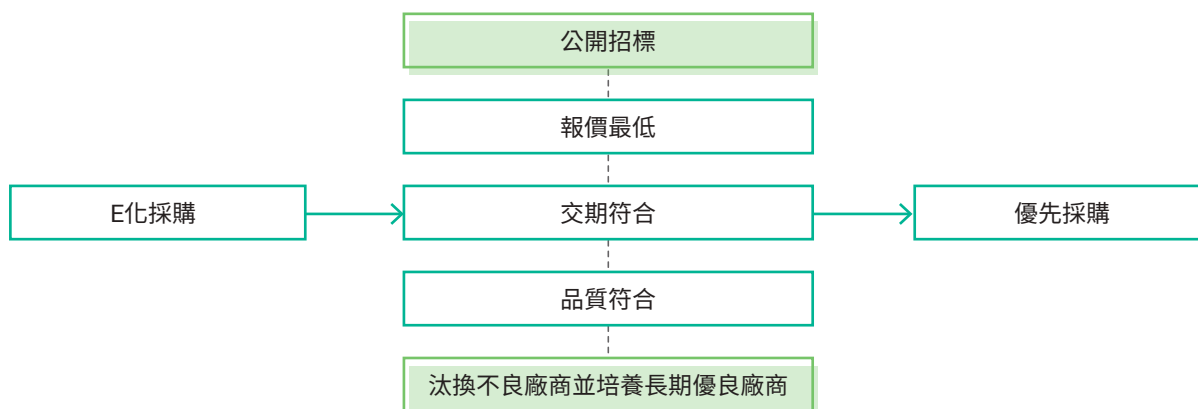 公開招標
報價最低
E化採購
交期符合
優先採購
品質符合
汰換不良廠商並培養長期優良廠商